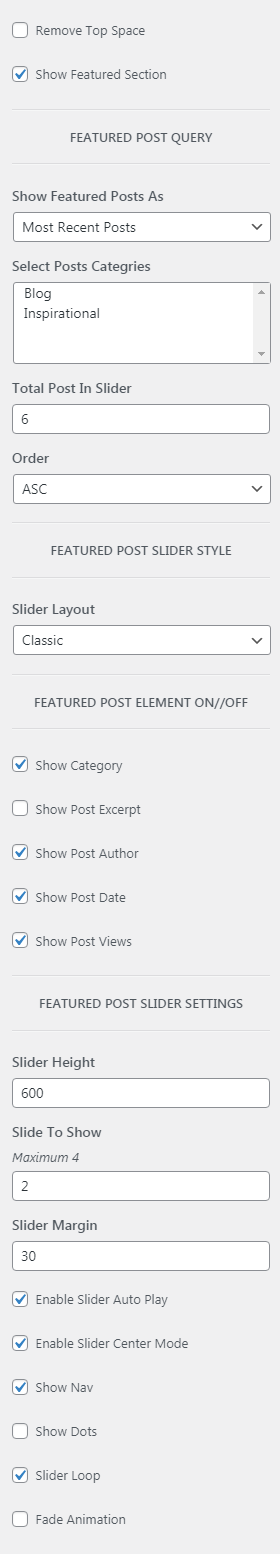 Remove Top Space
Show Featured Section
FEATURED POST QUERY
Show Featured Posts As
Most Recent Posts
Select Posts Categries
Blog
Inspirational
Total Post In Slider
6
Order
ASC
FEATURED POST SLIDER STYLE
Slider Layout
Classic
FEATURED POST ELEMENT ON//OFF
Show Category
Show Post Excerpt
Show Post Author
Show Post Date
Show Post Views
FEATURED POST SLIDER SETTINGS
Slider Height
600
Slide To Show
Maximum 4
2
Slider Margin
30
Enable Slider Auto Play
Enable Slider Center Mode
Show Nav
Show Dots
Slider Loop
Fade Animation